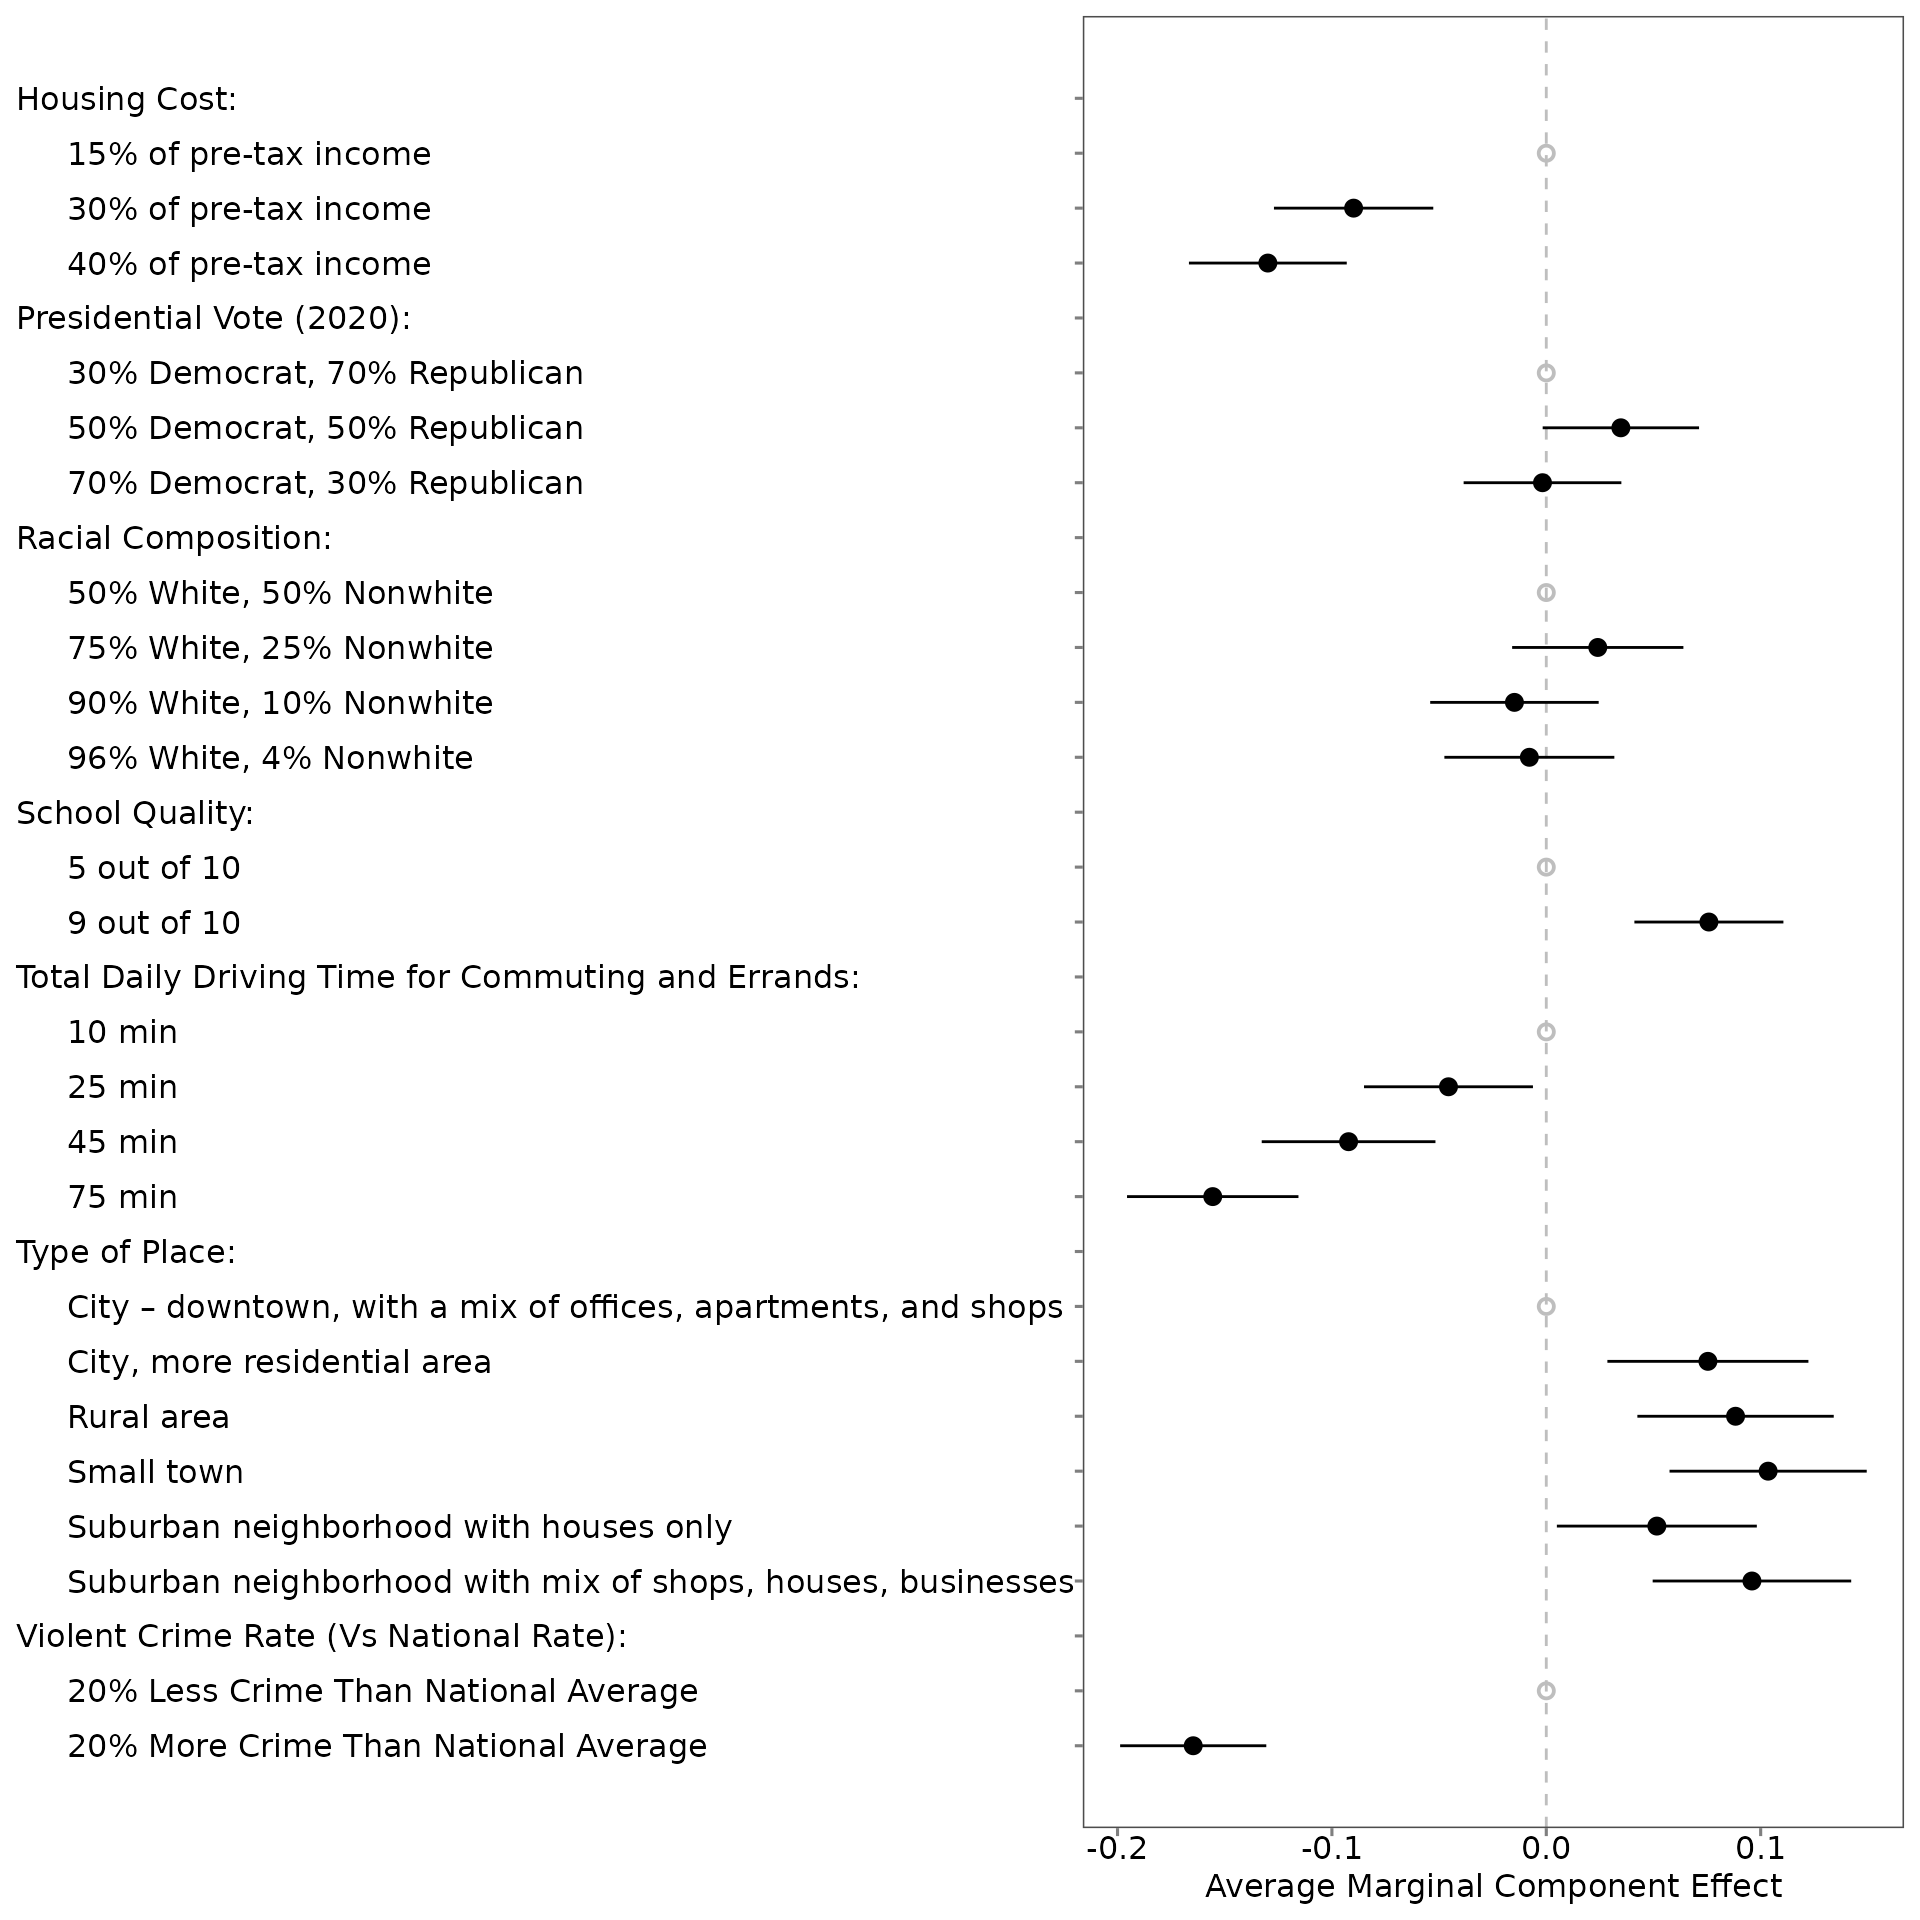 Housing Cost:
15% of pre-tax income
30% of pre-tax income
40% of pre-tax income
Presidential Vote (2020):
30% Democrat, 70% Republican
50% Democrat, 50% Republican
70% Democrat, 30% Republican
Racial Composition:
50% White, 50% Nonwhite
75% White, 25% Nonwhite
90% White, 10% Nonwhite
96% White, 4% Nonwhite
School Quality:
5 out of 10
9 out of 10
Total Daily Driving Time for Commuting and Errands:
10 min
25 min
45 min
75 min
Type of Place:
City – downtown, with a mix of offices, apartments, and shops
City, more residential area
Rural area
Small town
Suburban neighborhood with houses only
Suburban neighborhood with mix of shops, houses, businesses
Violent Crime Rate (Vs National Rate):
20% Less Crime Than National Average
20% More Crime Than National Average
-0.2 -0.1 0.0 0.1
Average Marginal Component Effect